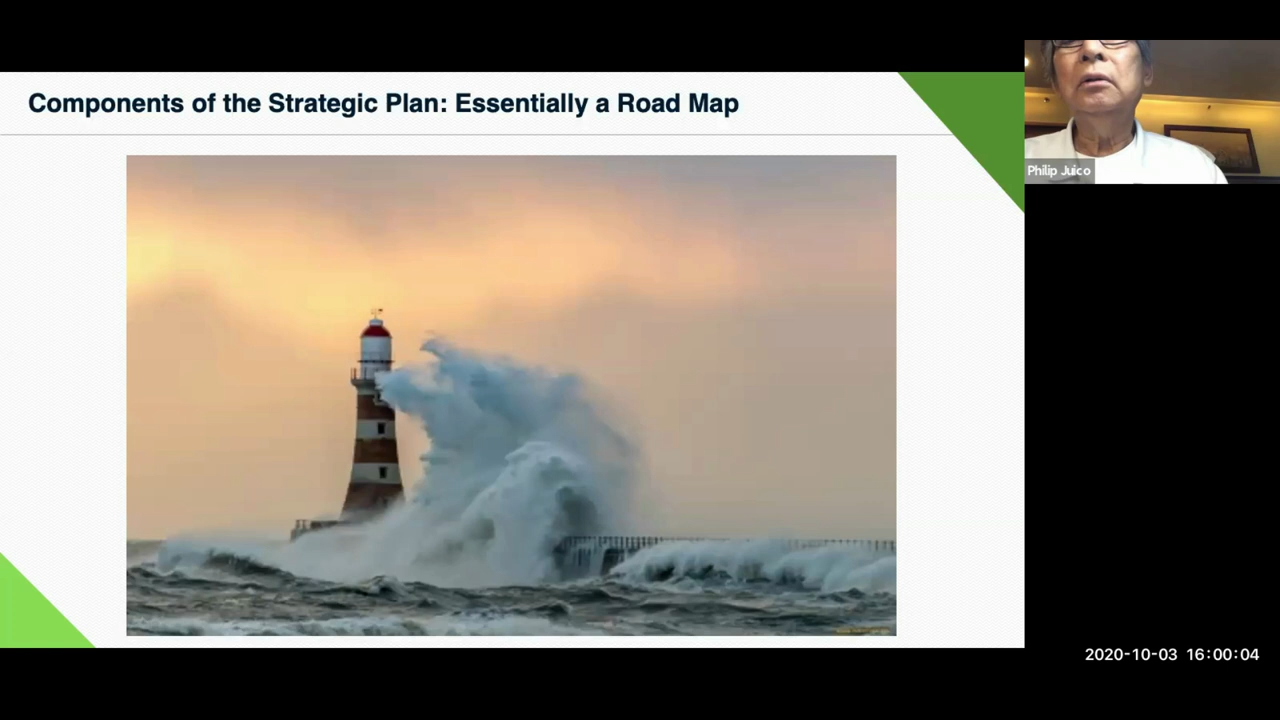 Components of the Strategic Plan: Essentially a Road Map
Philip Juico
2020-10-03 16:00:04